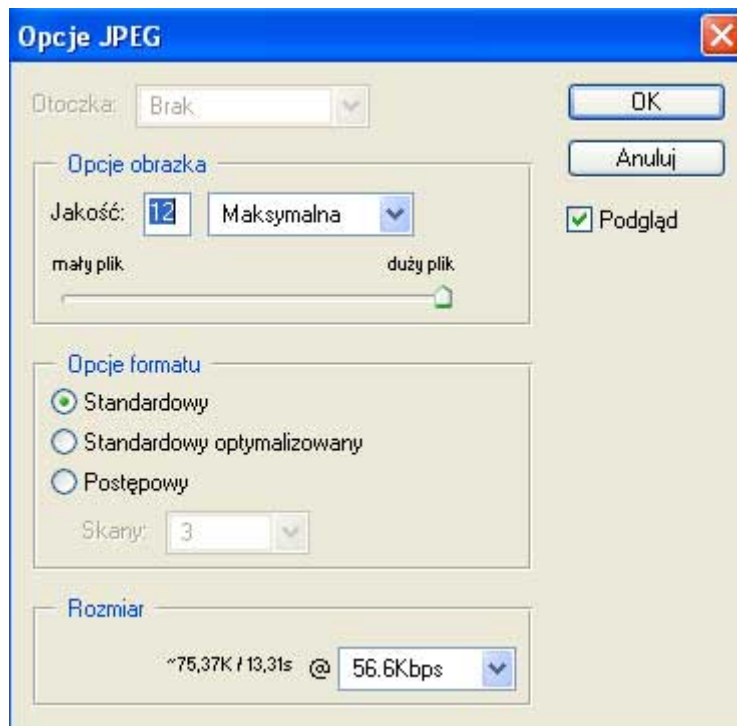 Opcje JPEG
Otoczka: Brak
OK
Opcje obrazka
Anuluj
Jakość: 12 Maksymalna
Podgląd
mały plik duży plik
Opcje formatu
Standardowy
Standardowy optymalizowany
Postępowy
Skany: 3
Rozmiar
~75,37K / 13,31s @ 56.6Kbps